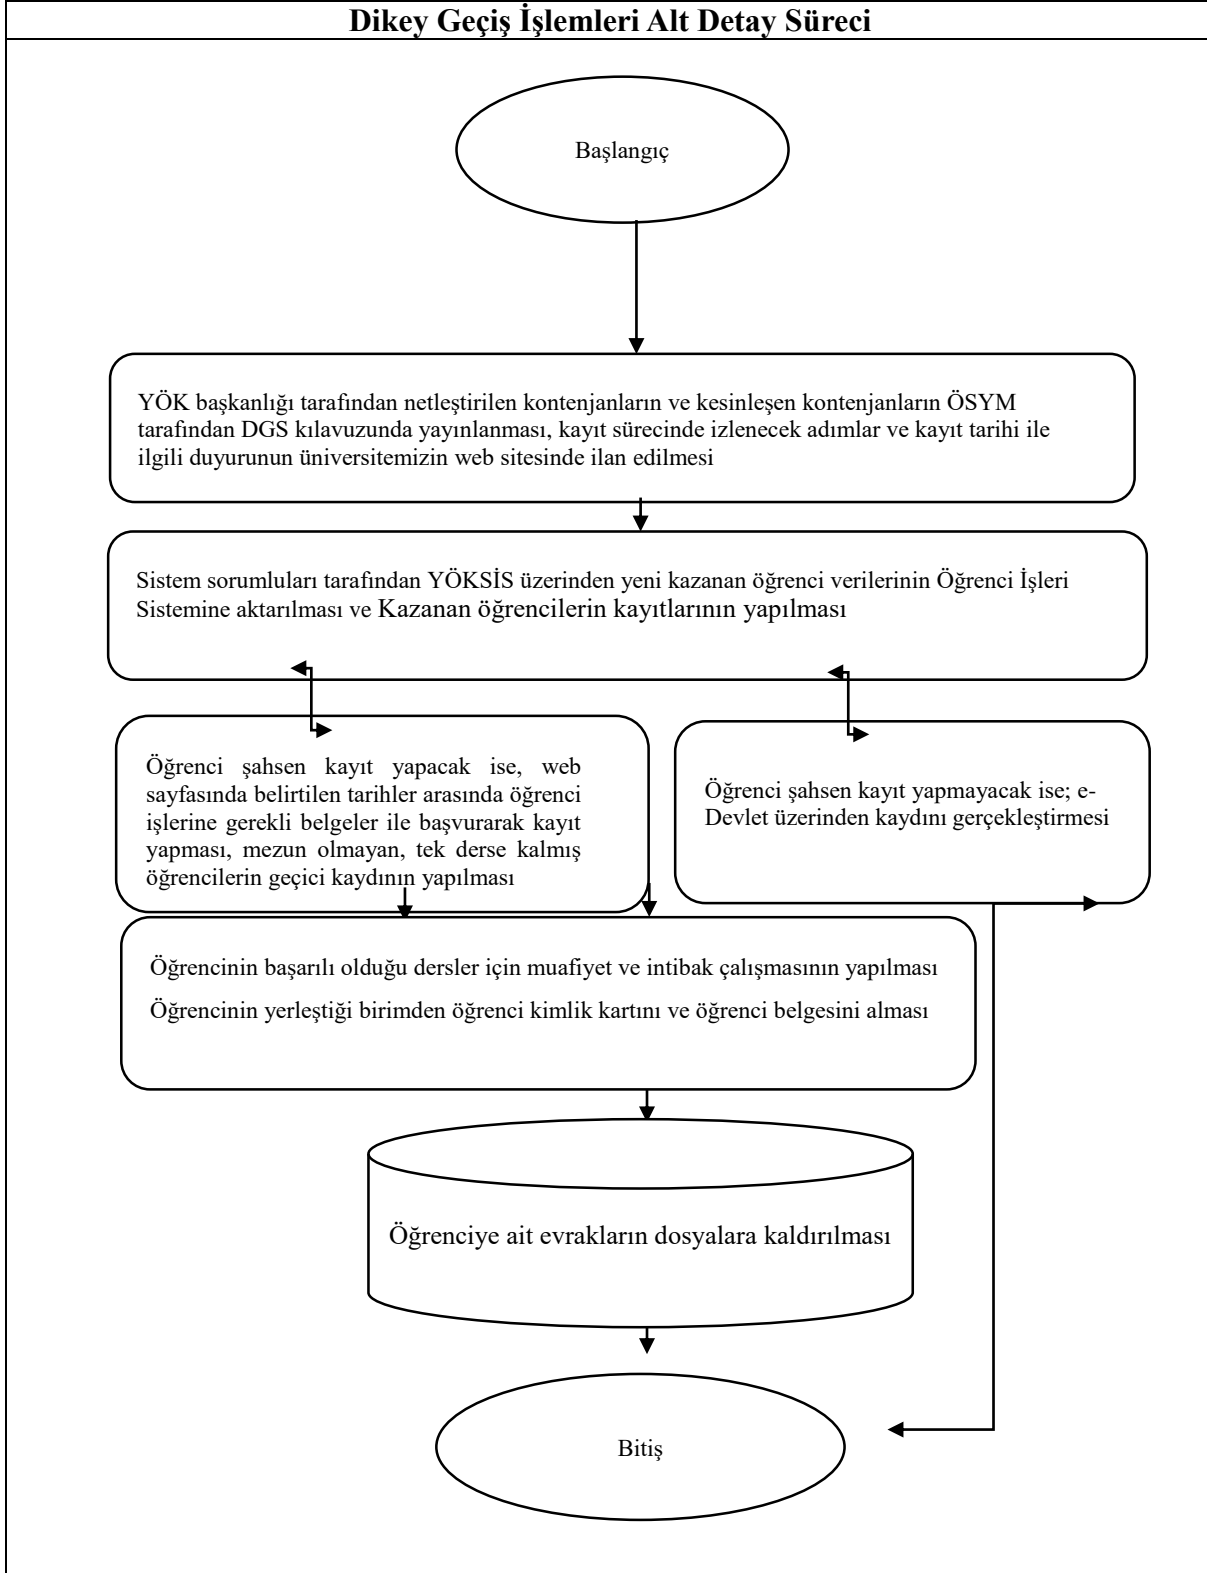 Dikey Geçiş İşlemleri Alt Detay Süreci
Başlangıç
YÖK başkanlığı tarafından netleştirilen kontenjanların ve kesinleşen kontenjanların ÖSYM
tarafından DGS kılavuzunda yayınlanması, kayıt sürecinde izlenecek adımlar ve kayıt tarihi ile
ilgili duyurunun üniversitemizin web sitesinde ilan edilmesi
Sistem sorumluları tarafından YÖKSİS üzerinden yeni kazanan öğrenci verilerinin Öğrenci İşleri
Sistemine aktarılması ve Kazanan öğrencilerin kayıtlarının yapılması
Öğrenci şahsen kayıt yapacak ise, web
sayfasında belirtilen tarihler arasında öğrenci
işlerine gerekli belgeler ile başvurarak kayıt
yapması, mezun olmayan, tek derse kalmış
öğrencilerin geçici kaydının yapılması
Öğrenci şahsen kayıt yapmayacak ise; e-
Devlet üzerinden kaydını gerçekleştirmesi
Öğrencinin başarılı olduğu dersler için muafiyet ve intibak çalışmasının yapılması
Öğrencinin yerleştiği birimden öğrenci kimlik kartını ve öğrenci belgesini alması
Öğrenciye ait evrakların dosyalara kaldırılması
Bitiş